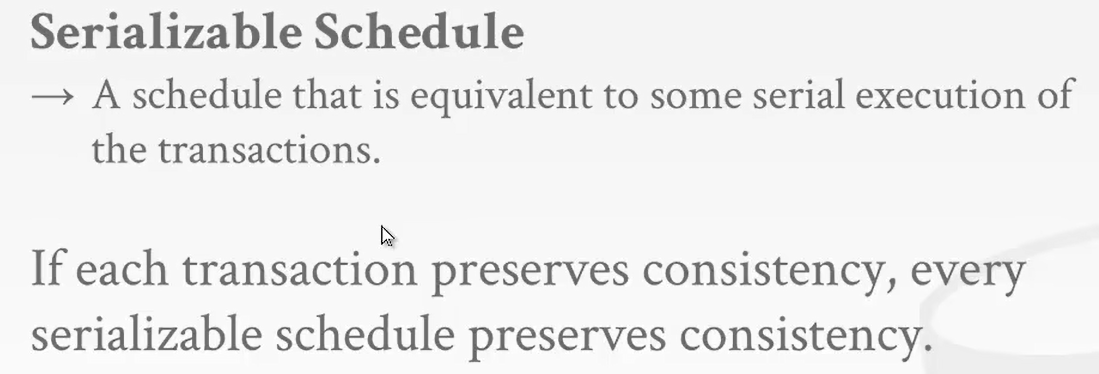 Serializable Schedule
→ A schedule that is equivalent to some serial execution of
the transactions.
If each transaction preserves consistency, every
serializable schedule preserves consistency.